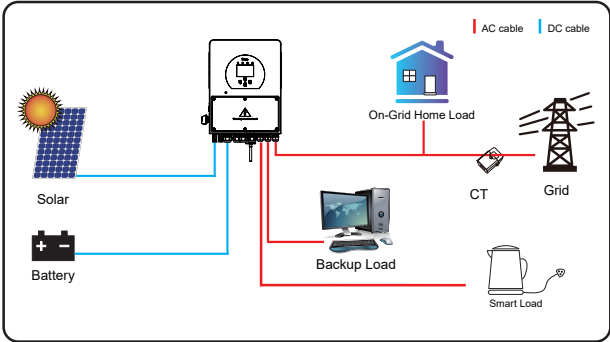 AC cable
DC cable
On-Grid Home Load
Solar
CT
Grid
Battery
Backup Load
Smart Load